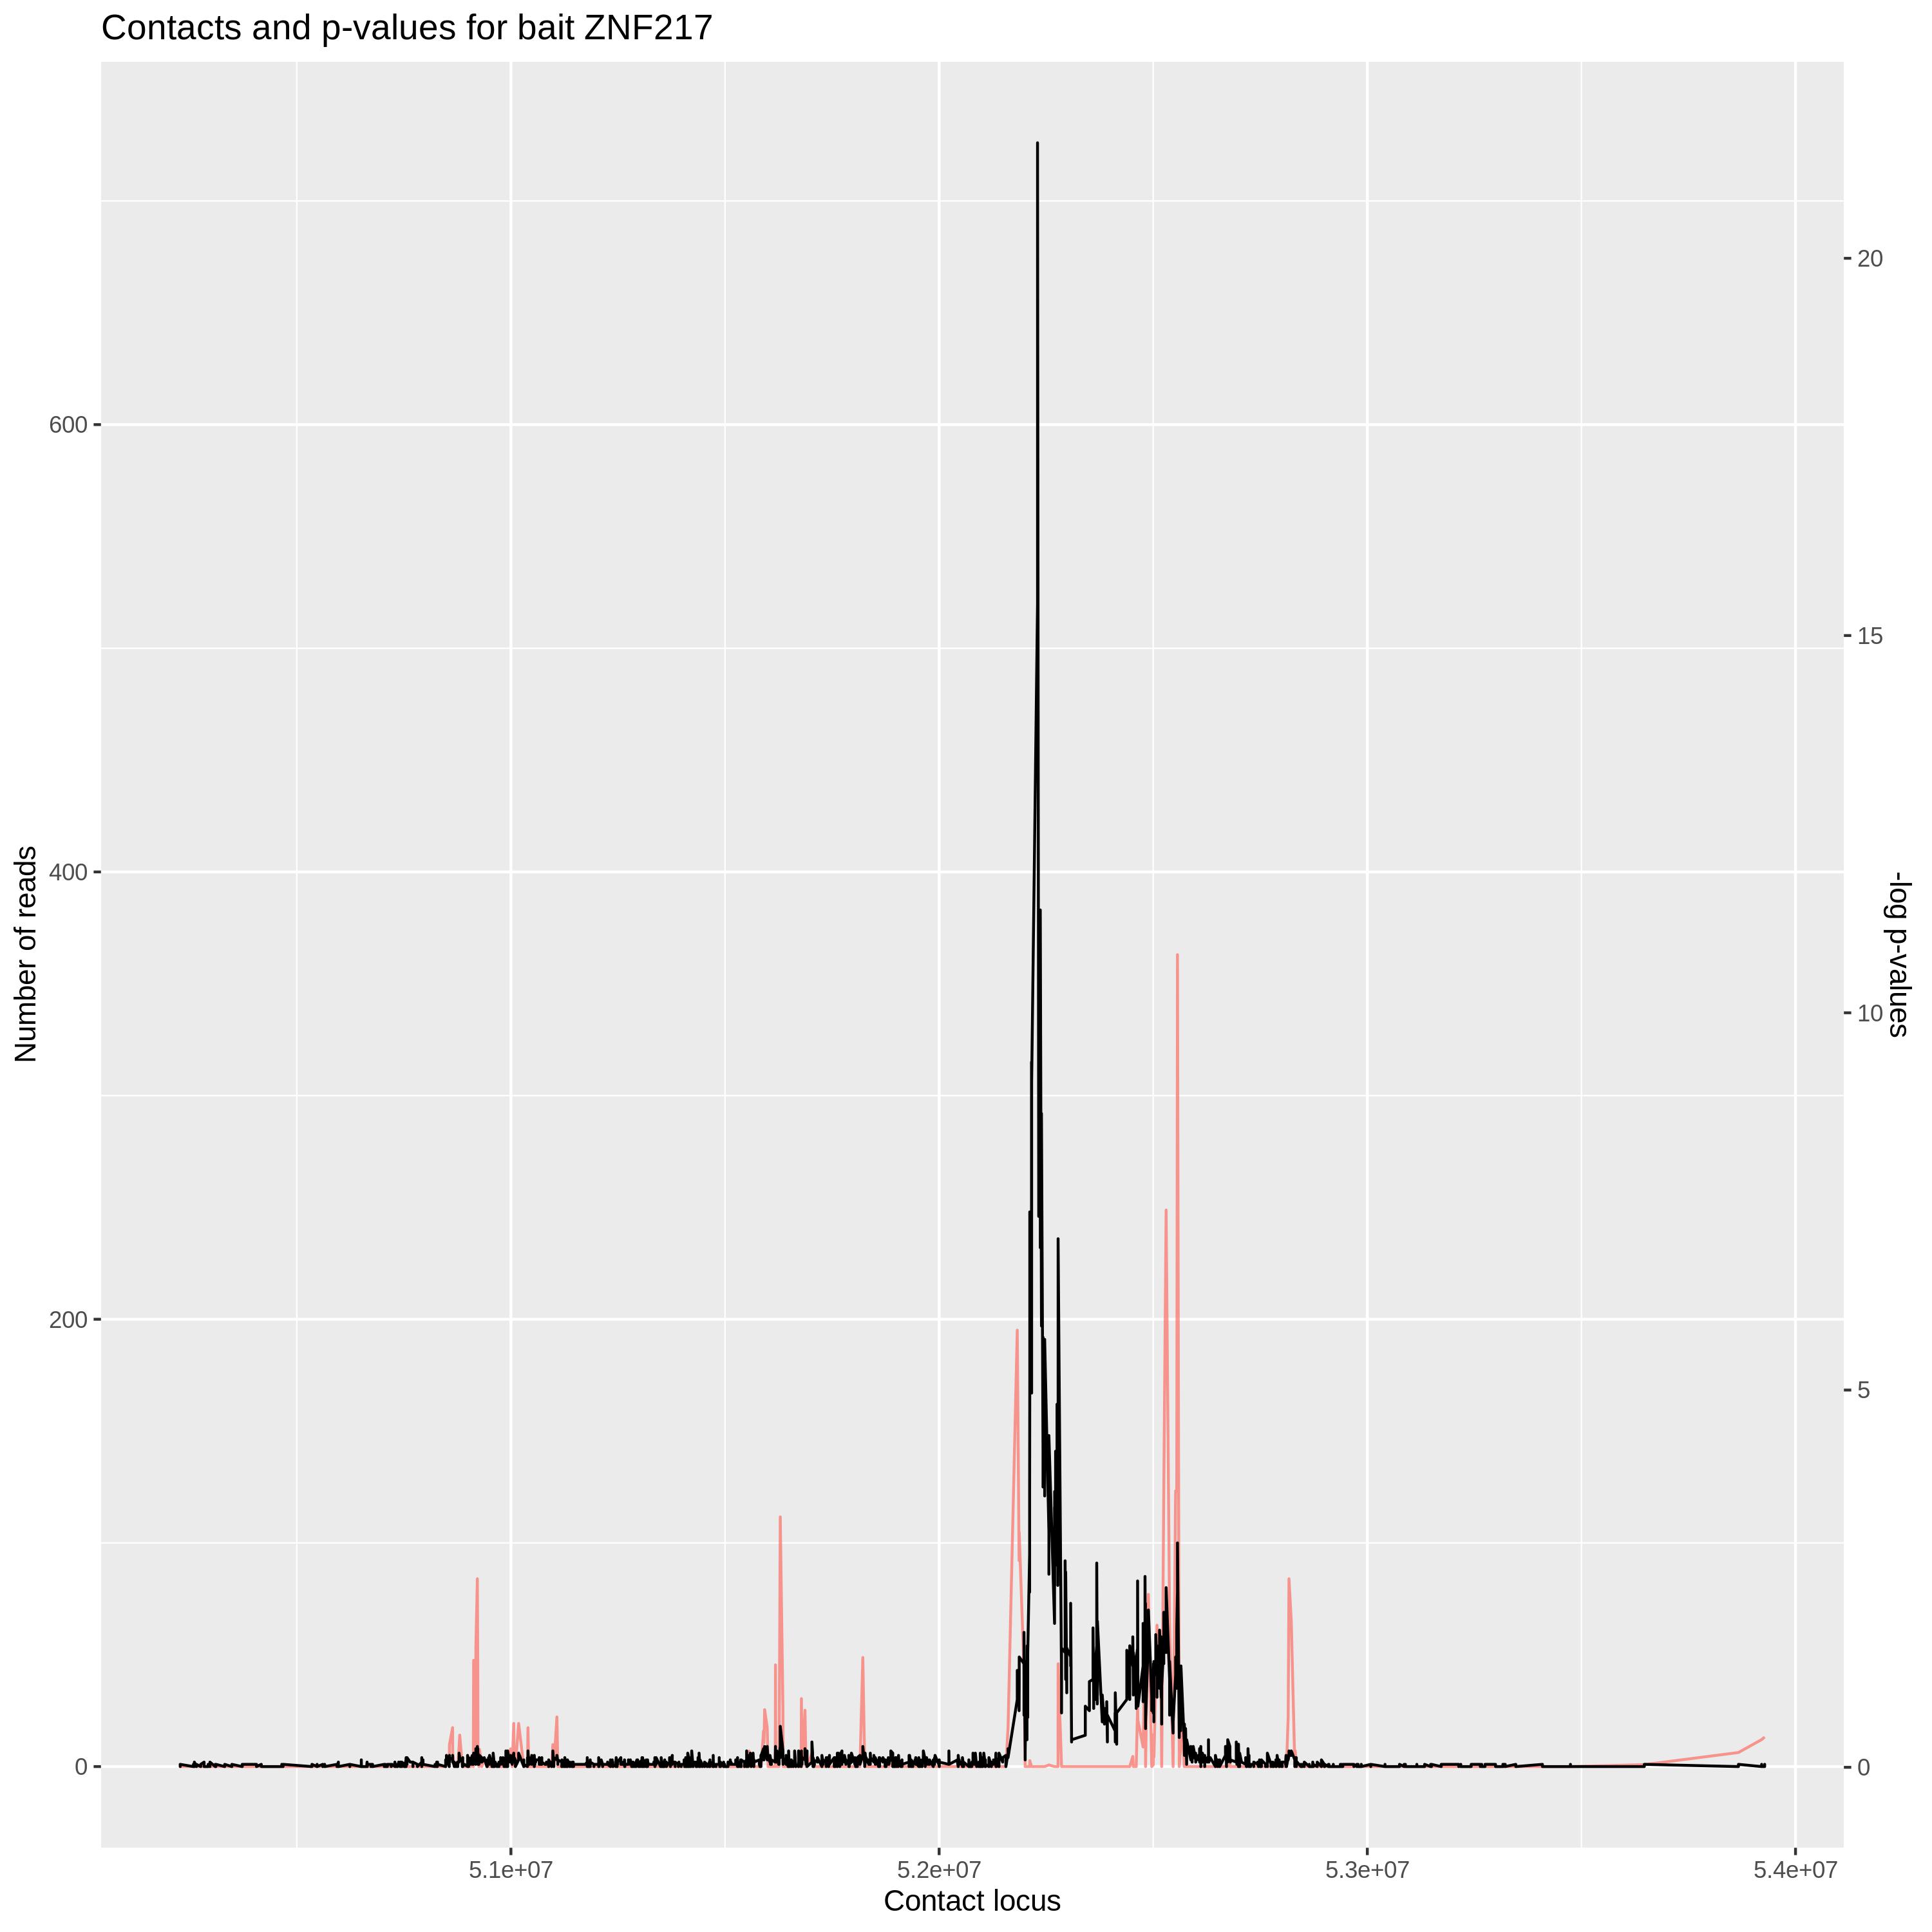 Contacts and p-values for bait ZNF217
600
400
200
0
Number of reads
20
15
10
5
0
-log p-values
5.1e+07
5.2e+07
5.3e+07
5.4e+07
Contact locus